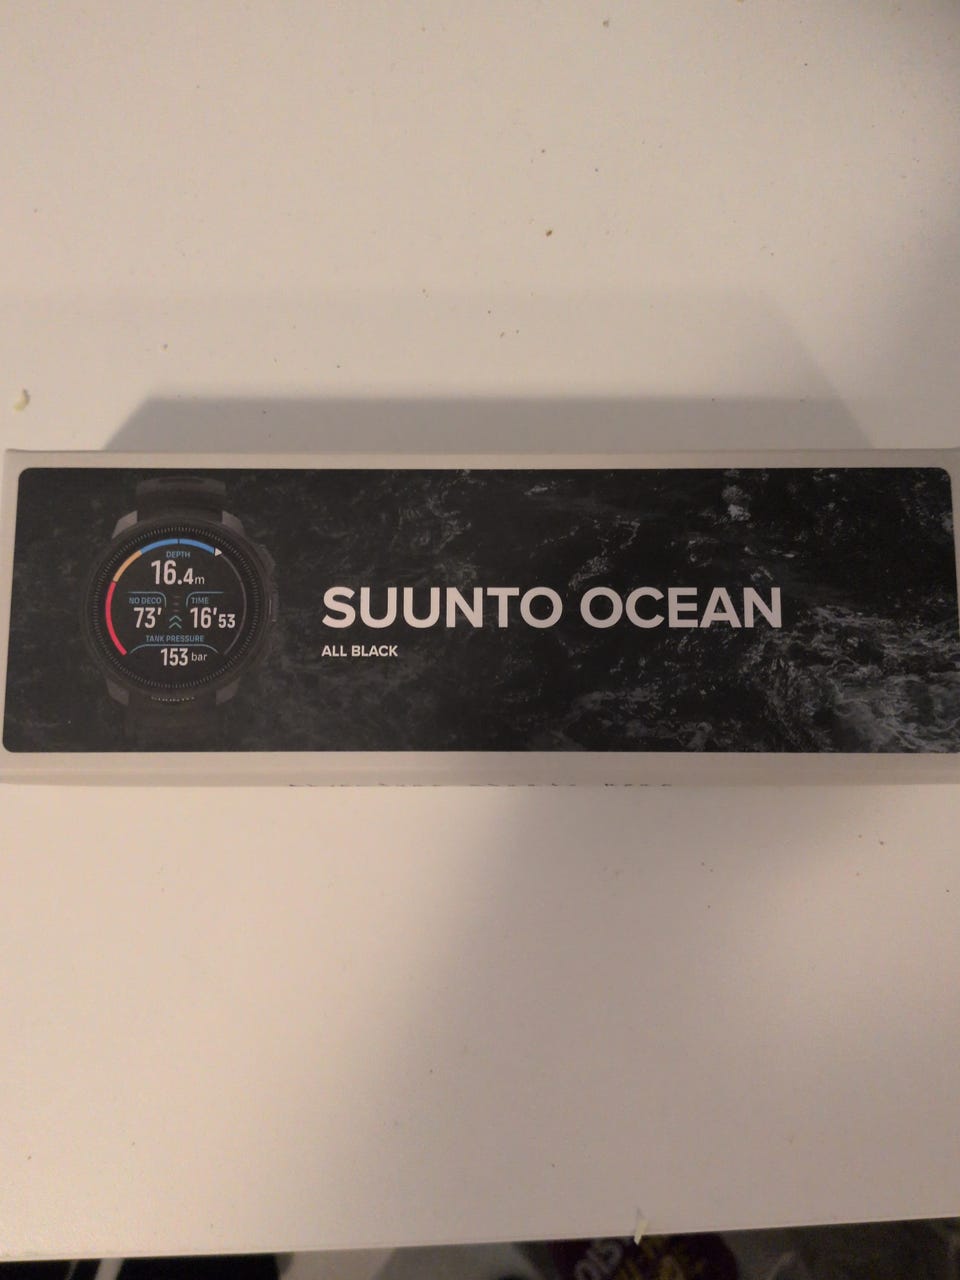 DEPTH
16.4m
NO DECO TIME
73' 16'53
TANK PRESSURE
153 bar
SUUNTO OCEAN
ALL BLACK